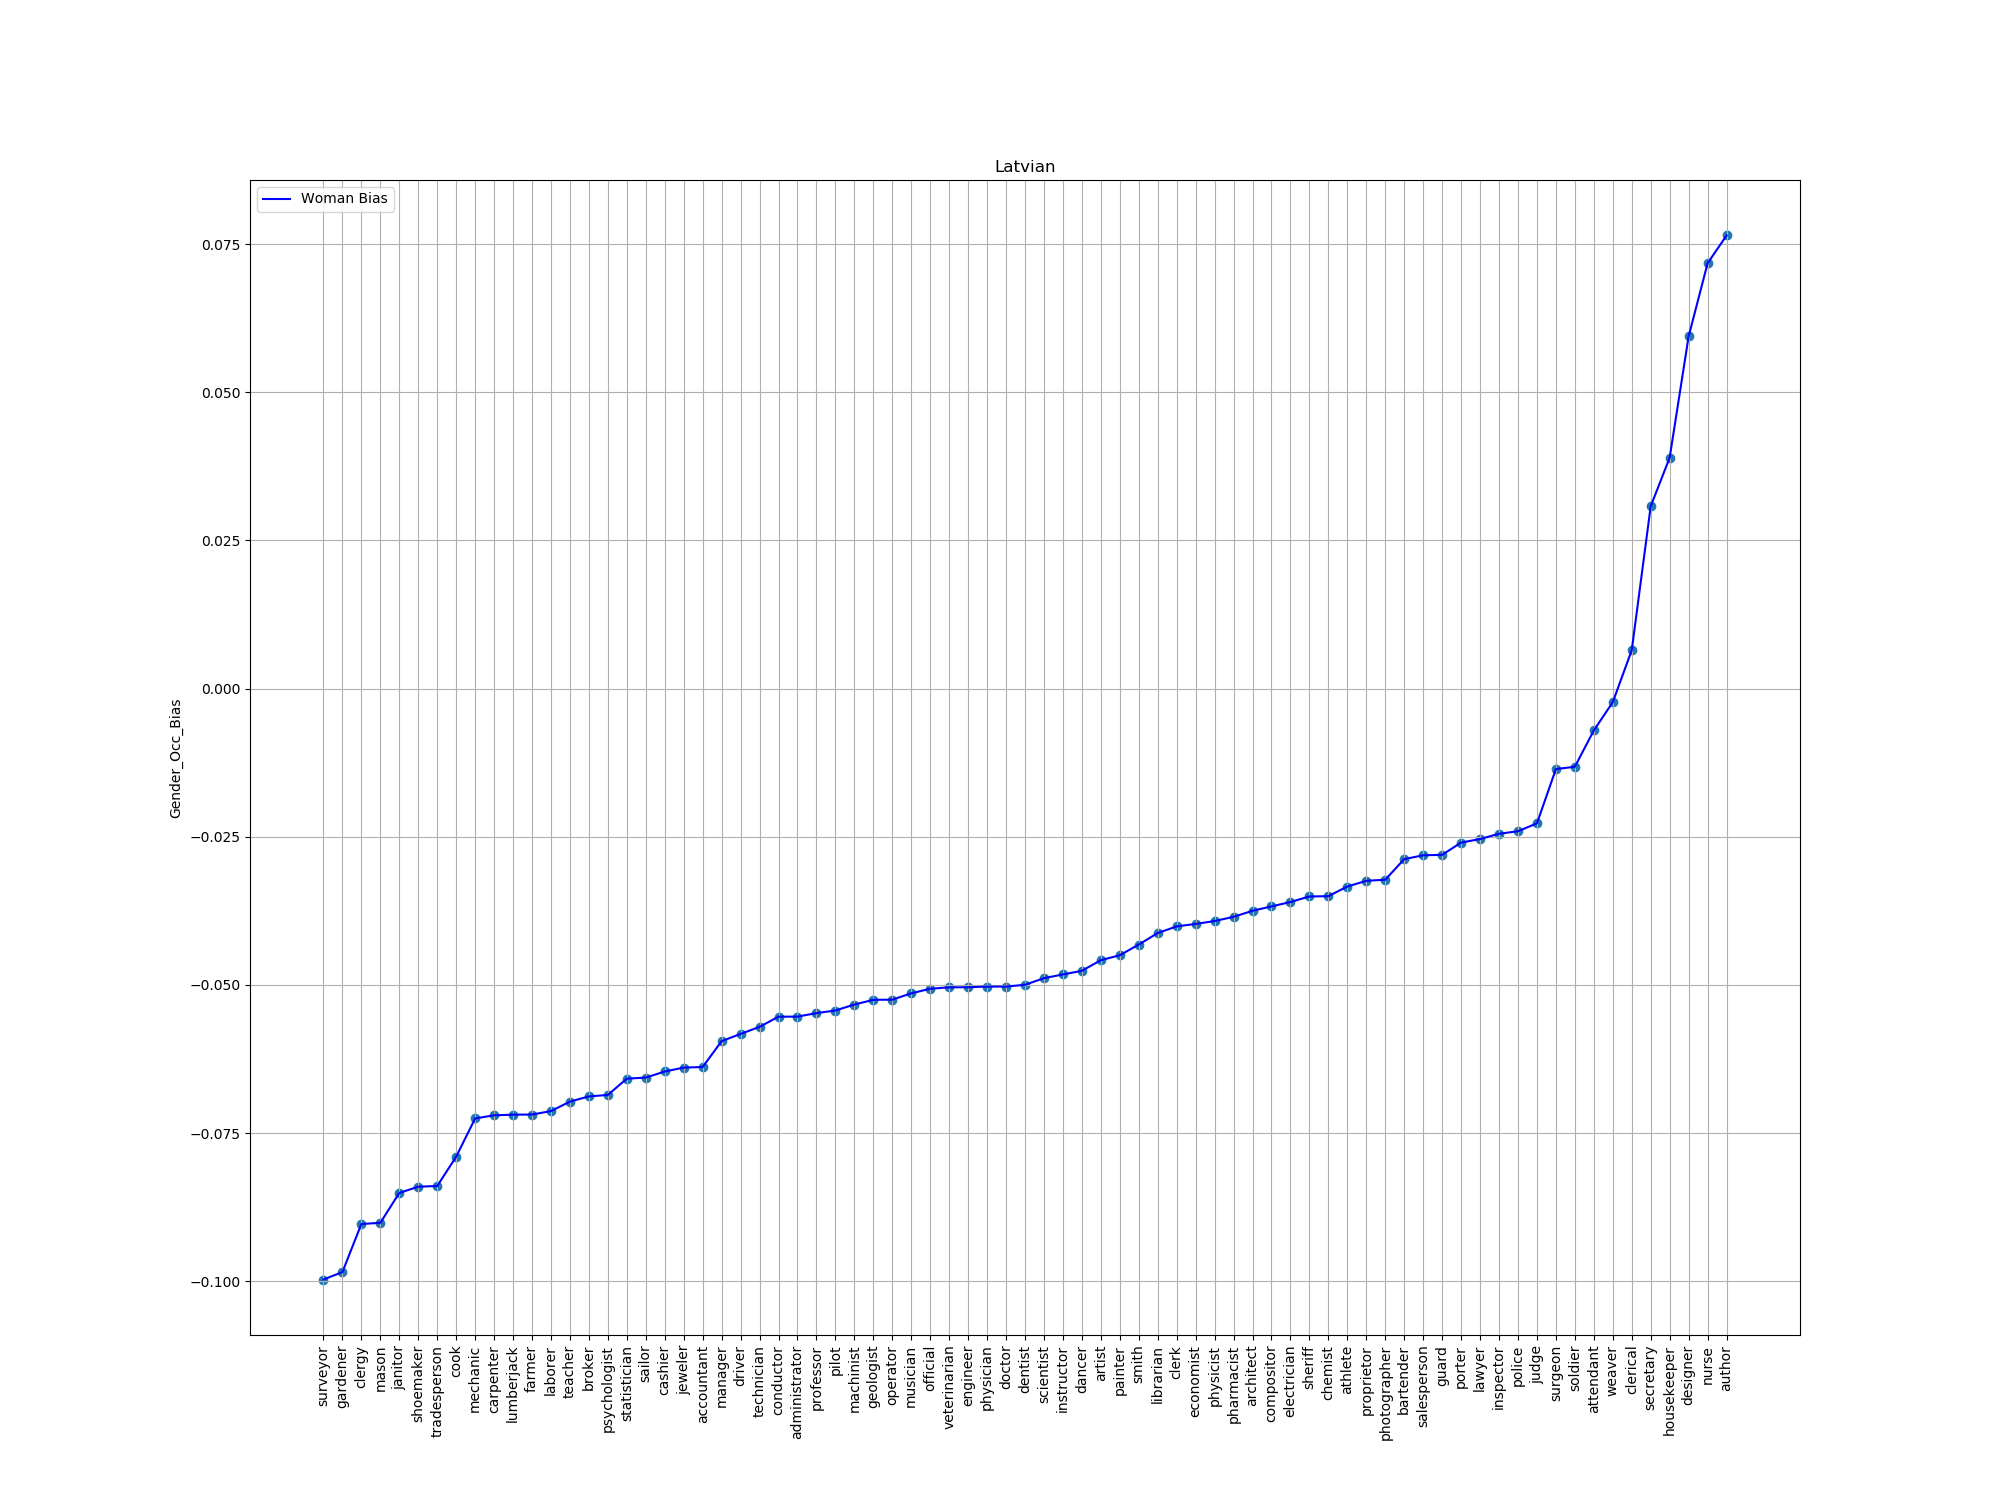 Latvian
Woman Bias
Gender_Occ_Bias
0.075
0.050
0.025
0.000
−0.025
−0.050
−0.075
−0.100
surveyor
gardener
clergy
mason
janitor
shoemaker
tradesperson
cook
mechanic
carpenter
lumberjack
farmer
laborer
teacher
broker
psychologist
statistician
sailor
cashier
jeweler
accountant
manager
driver
technician
conductor
administrator
professor
pilot
machinist
geologist
operator
musician
official
veterinarian
engineer
physician
doctor
dentist
scientist
instructor
dancer
artist
painter
smith
librarian
clerk
economist
physicist
pharmacist
architect
compositor
electrician
sheriff
chemist
athlete
proprietor
photographer
bartender
salesperson
guard
porter
lawyer
inspector
police
judge
surgeon
soldier
attendant
weaver
clerical
secretary
housekeeper
designer
nurse
author